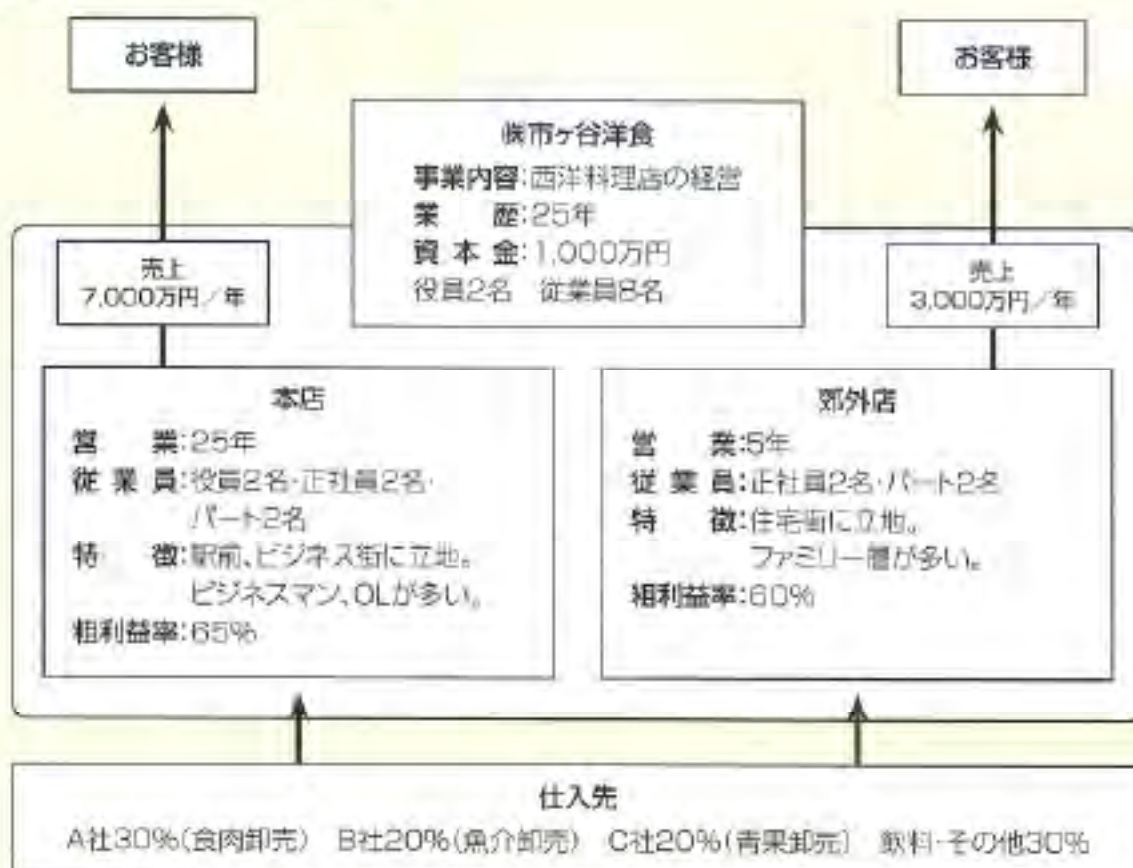 お客様
お客様
㈱市ヶ谷洋食
事業内容:西洋料理店の経営
業　歴:25年
資本金:1,000万円
役員2名　従業員8名
売上
7,000万円／年
売上
3,000万円／年
本店
営　業:25年
従業員:役員2名・正社員2名・
パート2名
特　徴:駅前、ビジネス街に立地。
ビジネスマン、OLが多い。
粗利益率:65%
郊外店
営　業:5年
従業員:正社員2名・パート2名
特　徴:住宅街に立地。
ファミリー層が多い。
粗利益率:60%
仕入先
A社30%(食肉卸売)　B社20%(魚介卸売)　C社20%(青果卸売)　飲料・その他30%